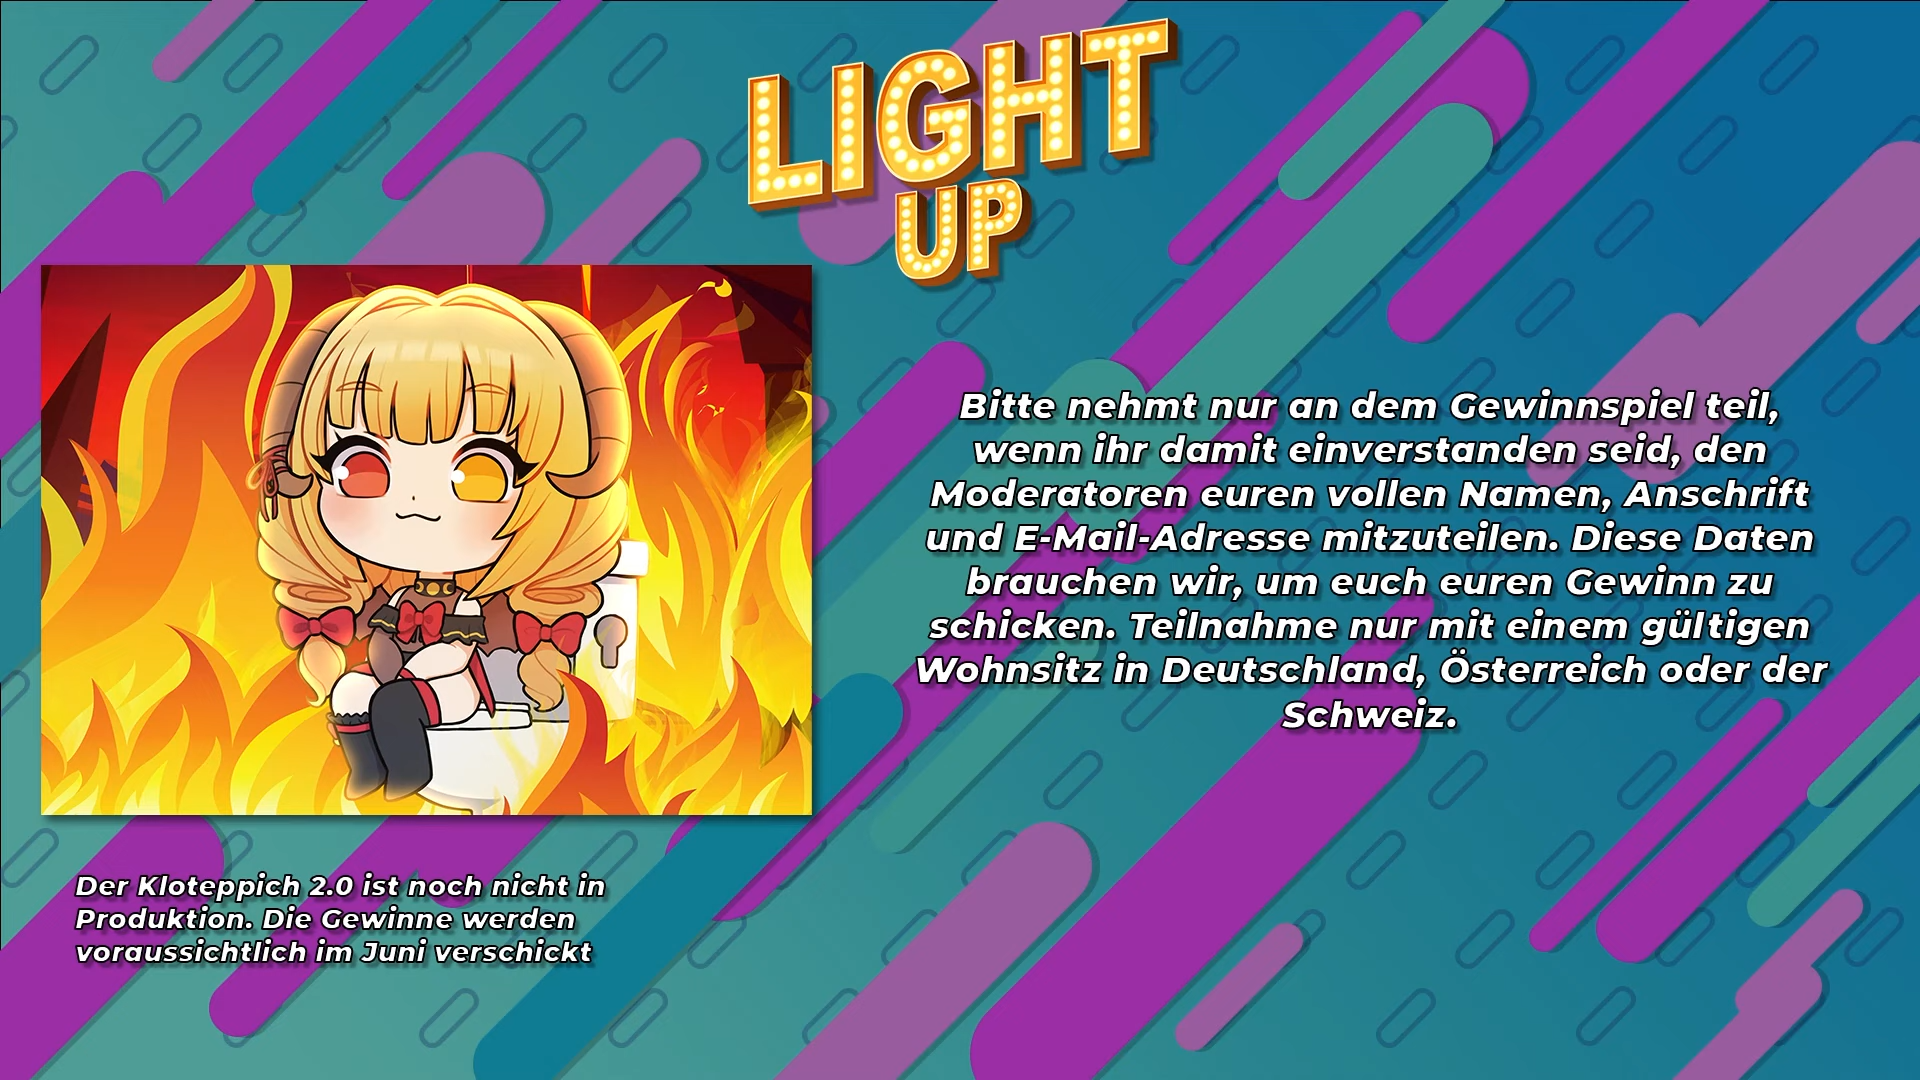 LIGHT
UP
Bitte nehmt nur an dem Gewinnspiel teil,
wenn ihr damit einverstanden seid, den
Moderatoren euren vollen Namen, Anschrift
und E-Mail-Adresse mitzuteilen. Diese Daten
brauchen wir, um euch euren Gewinn zu
schicken. Teilnahme nur mit einem gültigen
Wohnsitz in Deutschland, Österreich oder der
Schweiz.
Der Kloteppich 2.0 ist noch nicht in
Produktion. Die Gewinne werden
voraussichtlich im Juni verschickt